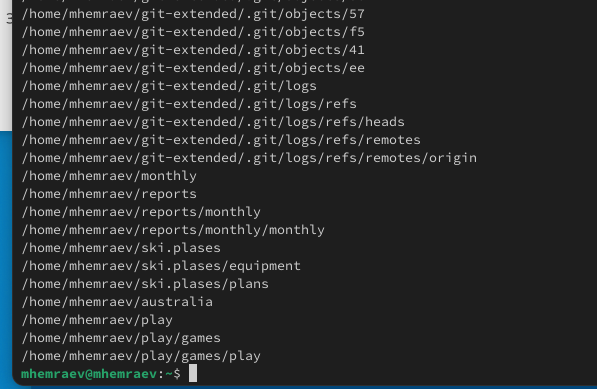 /home/mhemraev/git-extended/.git/objects/57
/home/mhemraev/git-extended/.git/objects/f5
/home/mhemraev/git-extended/.git/objects/41
/home/mhemraev/git-extended/.git/objects/ee
/home/mhemraev/git-extended/.git/logs
/home/mhemraev/git-extended/.git/logs/refs
/home/mhemraev/git-extended/.git/logs/refs/heads
/home/mhemraev/git-extended/.git/logs/refs/remotes
/home/mhemraev/git-extended/.git/logs/refs/remotes/origin
/home/mhemraev/monthly
/home/mhemraev/reports
/home/mhemraev/reports/monthly
/home/mhemraev/reports/monthly/monthly
/home/mhemraev/ski.plases
/home/mhemraev/ski.plases/equipment
/home/mhemraev/ski.plases/plans
/home/mhemraev/australia
/home/mhemraev/play
/home/mhemraev/play/games
/home/mhemraev/play/games/play
mhemraev@mhemraev:~$